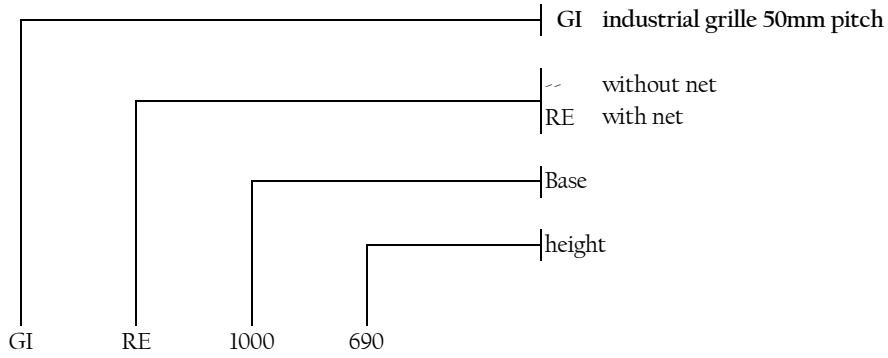 GI industrial grille 50mm pitch
-- without net
RE with net
Base
height
GI RE 1000 690